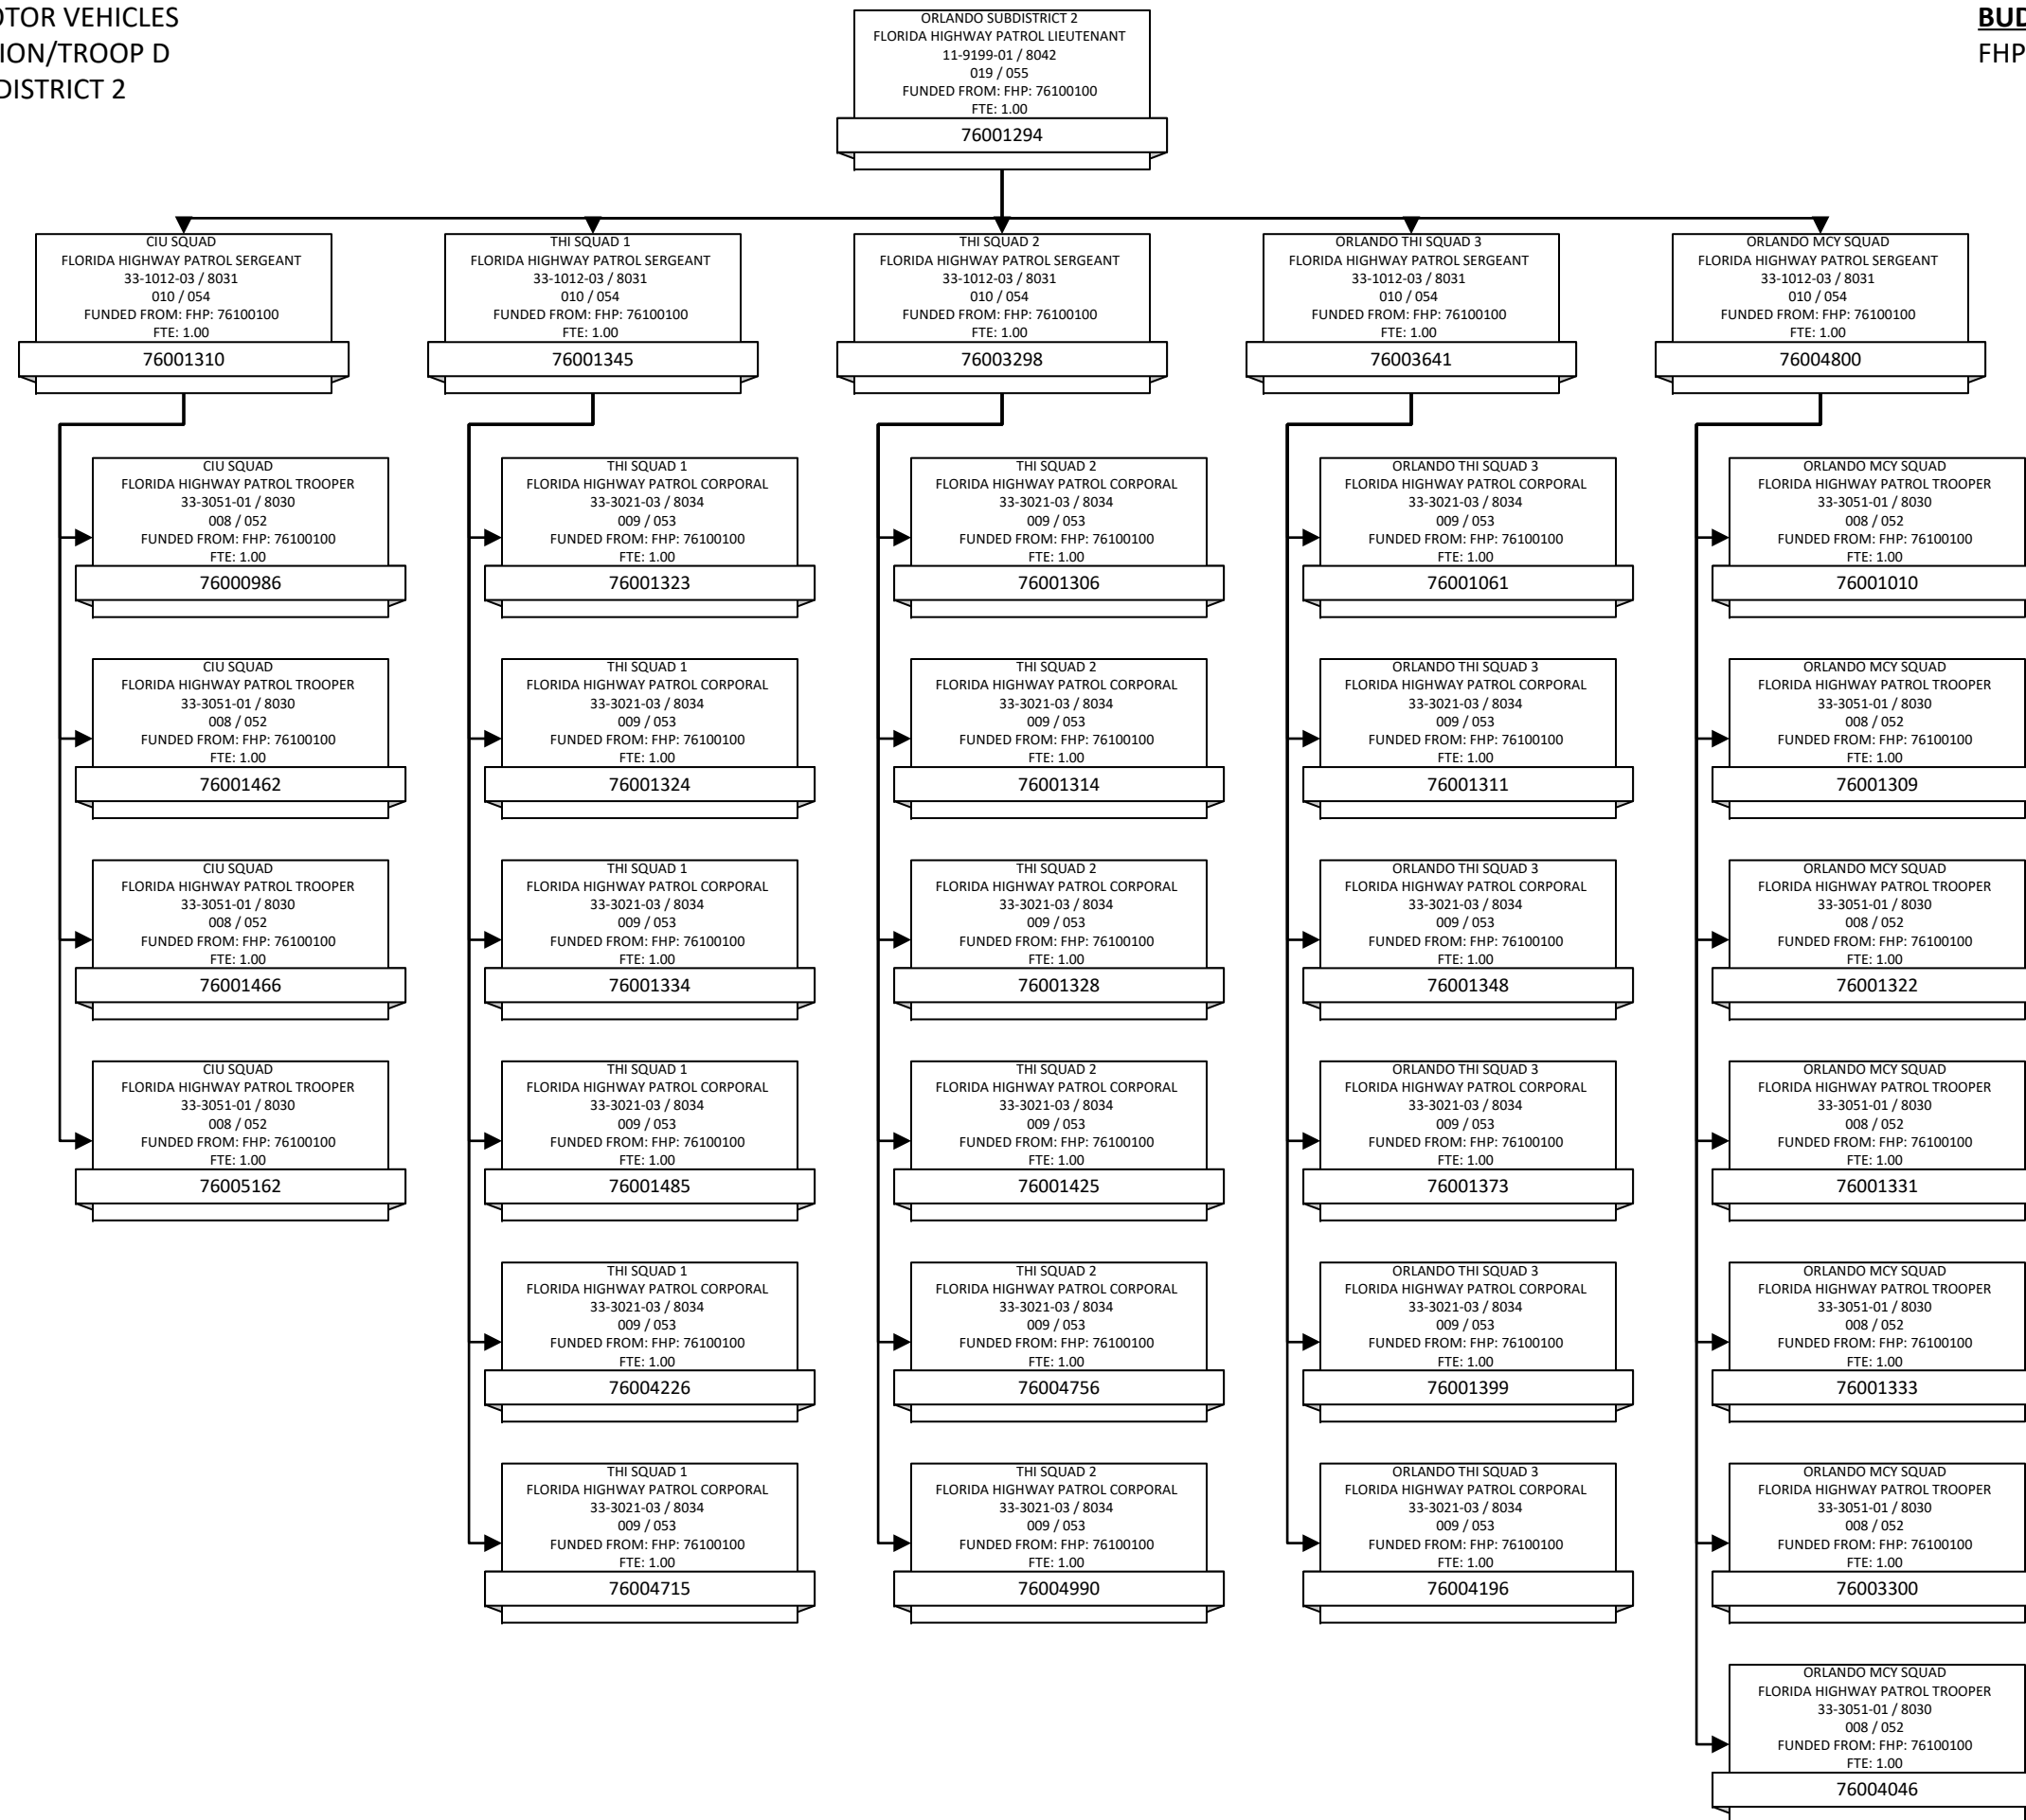 OTOR VEHICLES
ION/TROOP D
DISTRICT 2
BUD
FHP
ORLANDO SUBDISTRICT 2
FLORIDA HIGHWAY PATROL LIEUTENANT
11-9199-01 / 8042
019 / 055
FUNDED FROM: FHP: 76100100
FTE: 1.00
76001294
CIU SQUAD
FLORIDA HIGHWAY PATROL SERGEANT
33-1012-03 / 8031
010 / 054
FUNDED FROM: FHP: 76100100
FTE: 1.00
76001310
THI SQUAD 1
FLORIDA HIGHWAY PATROL SERGEANT
33-1012-03 / 8031
010 / 054
FUNDED FROM: FHP: 76100100
FTE: 1.00
76001345
THI SQUAD 2
FLORIDA HIGHWAY PATROL SERGEANT
33-1012-03 / 8031
010 / 054
FUNDED FROM: FHP: 76100100
FTE: 1.00
76003298
ORLANDO THI SQUAD 3
FLORIDA HIGHWAY PATROL SERGEANT
33-1012-03 / 8031
010 / 054
FUNDED FROM: FHP: 76100100
FTE: 1.00
76003641
ORLANDO MCY SQUAD
FLORIDA HIGHWAY PATROL SERGEANT
33-1012-03 / 8031
010 / 054
FUNDED FROM: FHP: 76100100
FTE: 1.00
76004800
CIU SQUAD
FLORIDA HIGHWAY PATROL TROOPER
33-3051-01 / 8030
008 / 052
FUNDED FROM: FHP: 76100100
FTE: 1.00
76000986
THI SQUAD 1
FLORIDA HIGHWAY PATROL CORPORAL
33-3021-03 / 8034
009 / 053
FUNDED FROM: FHP: 76100100
FTE: 1.00
76001323
THI SQUAD 2
FLORIDA HIGHWAY PATROL CORPORAL
33-3021-03 / 8034
009 / 053
FUNDED FROM: FHP: 76100100
FTE: 1.00
76001306
ORLANDO THI SQUAD 3
FLORIDA HIGHWAY PATROL CORPORAL
33-3021-03 / 8034
009 / 053
FUNDED FROM: FHP: 76100100
FTE: 1.00
76001061
ORLANDO MCY SQUAD
FLORIDA HIGHWAY PATROL TROOPER
33-3051-01 / 8030
008 / 052
FUNDED FROM: FHP: 76100100
FTE: 1.00
76001010
CIU SQUAD
FLORIDA HIGHWAY PATROL TROOPER
33-3051-01 / 8030
008 / 052
FUNDED FROM: FHP: 76100100
FTE: 1.00
76001462
THI SQUAD 1
FLORIDA HIGHWAY PATROL CORPORAL
33-3021-03 / 8034
009 / 053
FUNDED FROM: FHP: 76100100
FTE: 1.00
76001324
THI SQUAD 2
FLORIDA HIGHWAY PATROL CORPORAL
33-3021-03 / 8034
009 / 053
FUNDED FROM: FHP: 76100100
FTE: 1.00
76001314
ORLANDO THI SQUAD 3
FLORIDA HIGHWAY PATROL CORPORAL
33-3021-03 / 8034
009 / 053
FUNDED FROM: FHP: 76100100
FTE: 1.00
76001311
ORLANDO MCY SQUAD
FLORIDA HIGHWAY PATROL TROOPER
33-3051-01 / 8030
008 / 052
FUNDED FROM: FHP: 76100100
FTE: 1.00
76001309
CIU SQUAD
FLORIDA HIGHWAY PATROL TROOPER
33-3051-01 / 8030
008 / 052
FUNDED FROM: FHP: 76100100
FTE: 1.00
76001466
THI SQUAD 1
FLORIDA HIGHWAY PATROL CORPORAL
33-3021-03 / 8034
009 / 053
FUNDED FROM: FHP: 76100100
FTE: 1.00
76001334
THI SQUAD 2
FLORIDA HIGHWAY PATROL CORPORAL
33-3021-03 / 8034
009 / 053
FUNDED FROM: FHP: 76100100
FTE: 1.00
76001328
ORLANDO THI SQUAD 3
FLORIDA HIGHWAY PATROL CORPORAL
33-3021-03 / 8034
009 / 053
FUNDED FROM: FHP: 76100100
FTE: 1.00
76001348
ORLANDO MCY SQUAD
FLORIDA HIGHWAY PATROL TROOPER
33-3051-01 / 8030
008 / 052
FUNDED FROM: FHP: 76100100
FTE: 1.00
76001322
CIU SQUAD
FLORIDA HIGHWAY PATROL TROOPER
33-3051-01 / 8030
008 / 052
FUNDED FROM: FHP: 76100100
FTE: 1.00
76005162
THI SQUAD 1
FLORIDA HIGHWAY PATROL CORPORAL
33-3021-03 / 8034
009 / 053
FUNDED FROM: FHP: 76100100
FTE: 1.00
76001485
THI SQUAD 2
FLORIDA HIGHWAY PATROL CORPORAL
33-3021-03 / 8034
009 / 053
FUNDED FROM: FHP: 76100100
FTE: 1.00
76001425
ORLANDO THI SQUAD 3
FLORIDA HIGHWAY PATROL CORPORAL
33-3021-03 / 8034
009 / 053
FUNDED FROM: FHP: 76100100
FTE: 1.00
76001373
ORLANDO MCY SQUAD
FLORIDA HIGHWAY PATROL TROOPER
33-3051-01 / 8030
008 / 052
FUNDED FROM: FHP: 76100100
FTE: 1.00
76001331
THI SQUAD 1
FLORIDA HIGHWAY PATROL CORPORAL
33-3021-03 / 8034
009 / 053
FUNDED FROM: FHP: 76100100
FTE: 1.00
76004226
THI SQUAD 2
FLORIDA HIGHWAY PATROL CORPORAL
33-3021-03 / 8034
009 / 053
FUNDED FROM: FHP: 76100100
FTE: 1.00
76004756
ORLANDO THI SQUAD 3
FLORIDA HIGHWAY PATROL CORPORAL
33-3021-03 / 8034
009 / 053
FUNDED FROM: FHP: 76100100
FTE: 1.00
76001399
ORLANDO MCY SQUAD
FLORIDA HIGHWAY PATROL TROOPER
33-3051-01 / 8030
008 / 052
FUNDED FROM: FHP: 76100100
FTE: 1.00
76001333
THI SQUAD 1
FLORIDA HIGHWAY PATROL CORPORAL
33-3021-03 / 8034
009 / 053
FUNDED FROM: FHP: 76100100
FTE: 1.00
76004715
THI SQUAD 2
FLORIDA HIGHWAY PATROL CORPORAL
33-3021-03 / 8034
009 / 053
FUNDED FROM: FHP: 76100100
FTE: 1.00
76004990
ORLANDO THI SQUAD 3
FLORIDA HIGHWAY PATROL CORPORAL
33-3021-03 / 8034
009 / 053
FUNDED FROM: FHP: 76100100
FTE: 1.00
76004196
ORLANDO MCY SQUAD
FLORIDA HIGHWAY PATROL TROOPER
33-3051-01 / 8030
008 / 052
FUNDED FROM: FHP: 76100100
FTE: 1.00
76003300
ORLANDO MCY SQUAD
FLORIDA HIGHWAY PATROL TROOPER
33-3051-01 / 8030
008 / 052
FUNDED FROM: FHP: 76100100
FTE: 1.00
76004046